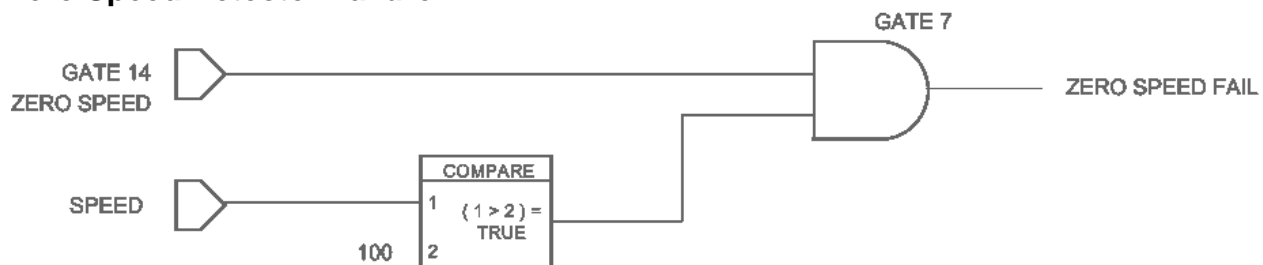 GATE 7
GATE 14
ZERO SPEED
ZERO SPEED FAIL
COMPARE
SPEED
1
( 1 > 2 ) =
TRUE
100
2